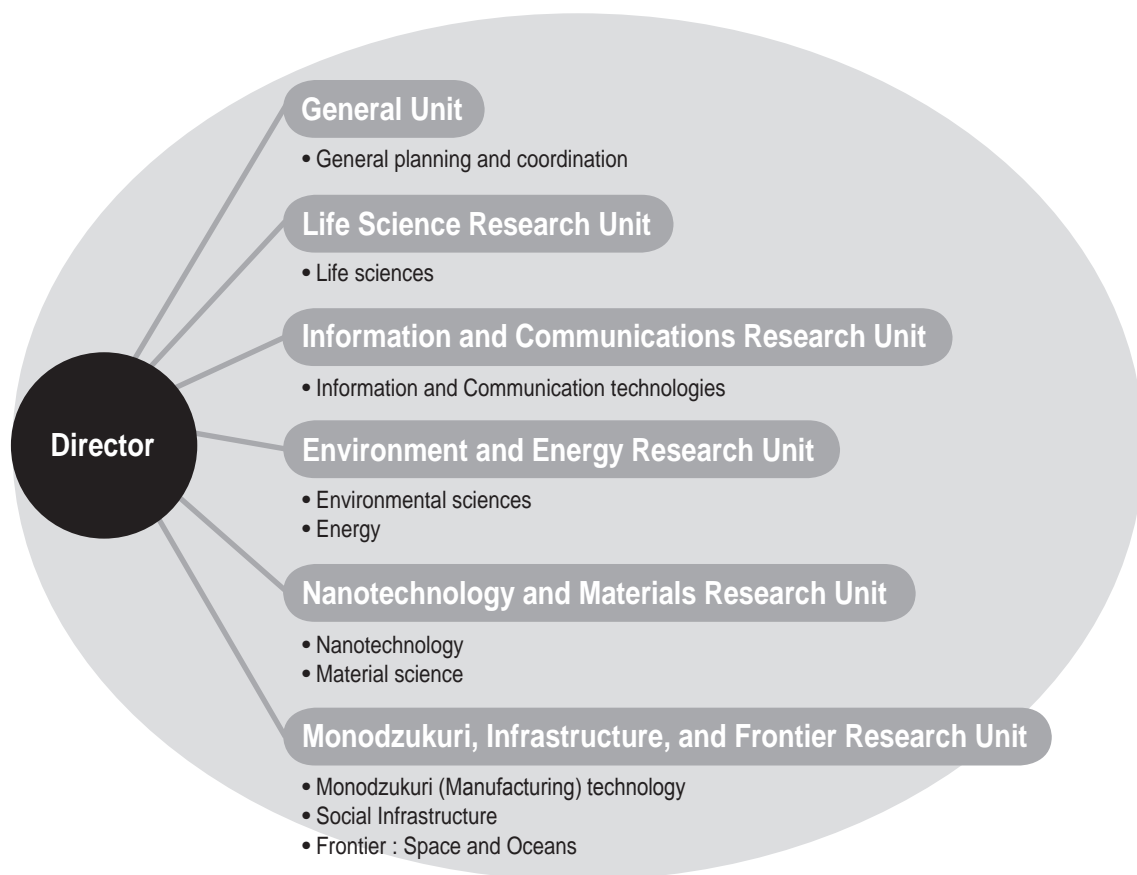 General Unit
• General planning and coordination
Life Science Research Unit
• Life sciences
Information and Communications Research Unit
• Information and Communication technologies
Director
Environment and Energy Research Unit
• Environmental sciences
• Energy
Nanotechnology and Materials Research Unit
• Nanotechnology
• Material science
Monodzukuri, Infrastructure, and Frontier Research Unit
• Monodzukuri (Manufacturing) technology
• Social Infrastructure
• Frontier : Space and Oceans